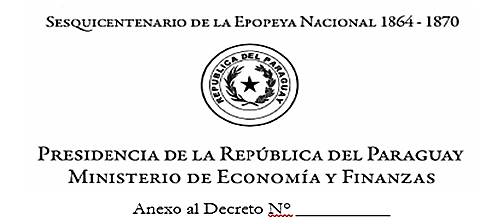 SESQUICENTENARIO DE LA EPOPEYA NACIONAL 1864 - 1870
REPUBLICA DEL PARAGUAY
PRESIDENCIA DE LA REPÚBLICA DEL PARAGUAY
MINISTERIO DE ECONOMÍA Y FINANZAS
Anexo al Decreto N° ____________